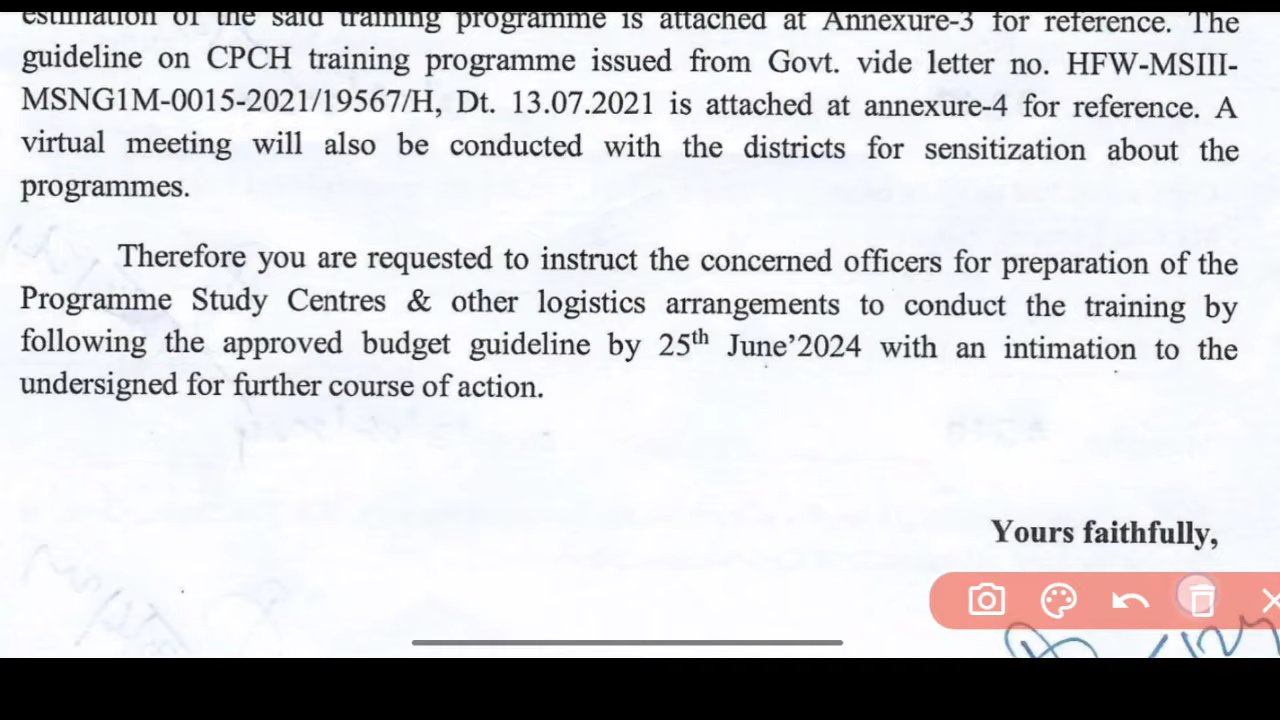 estimation of the said training programme is attached at Annexure-3 for reference. The
guideline on CPCH training programme issued from Govt. vide letter no. HFW-MSIII-
MSNG1M-0015-2021/19567/H, Dt. 13.07.2021 is attached at annexure-4 for reference. A
virtual meeting will also be conducted with the districts for sensitization about the
programmes.
Therefore you are requested to instruct the concerned officers for preparation of the
Programme Study Centres & other logistics arrangements to conduct the training by
following the approved budget guideline by 25th June’2024 with an intimation to the
undersigned for further course of action.
Yours faithfully,